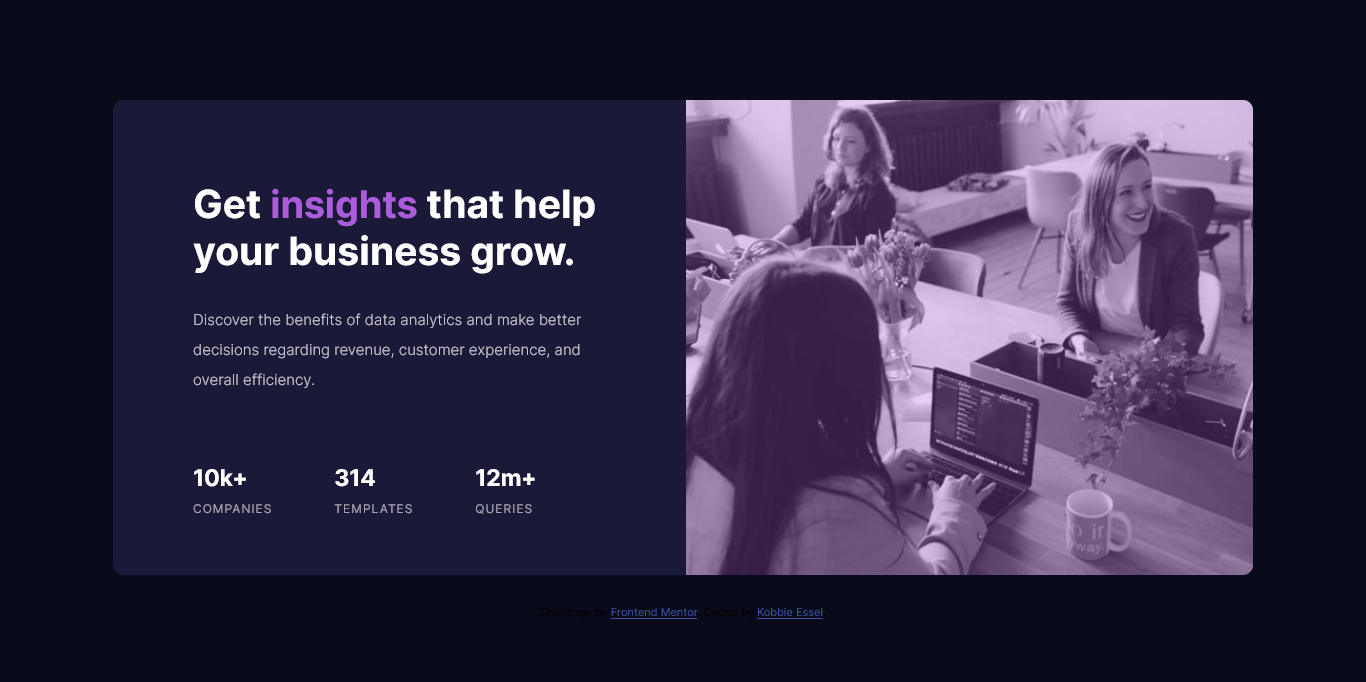 Get insights that help
your business grow.
Discover the benefits of data analytics and make better
decisions regarding revenue, customer experience, and
overall efficiency.
10k+ 314 12m+
COMPANIES TEMPLATES QUERIES
Challenge by Frontend Mentor. Coded by Kobbie Essel